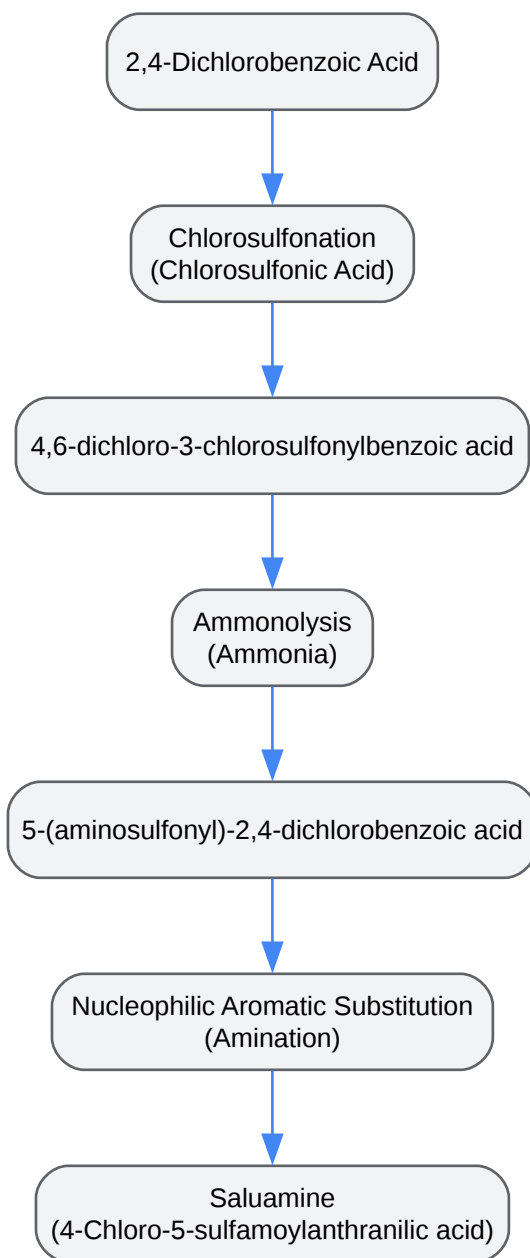 2,4-Dichlorobenzoic Acid
Chlorosulfonation
(Chlorosulfonic Acid)
4,6-dichloro-3-chlorosulfonylbenzoic acid
Ammonolysis
(Ammonia)
5-(aminosulfonyl)-2,4-dichlorobenzoic acid
Nucleophilic Aromatic Substitution
(Amination)
Saluamine
(4-Chloro-5-sulfamoylanthranilic acid)